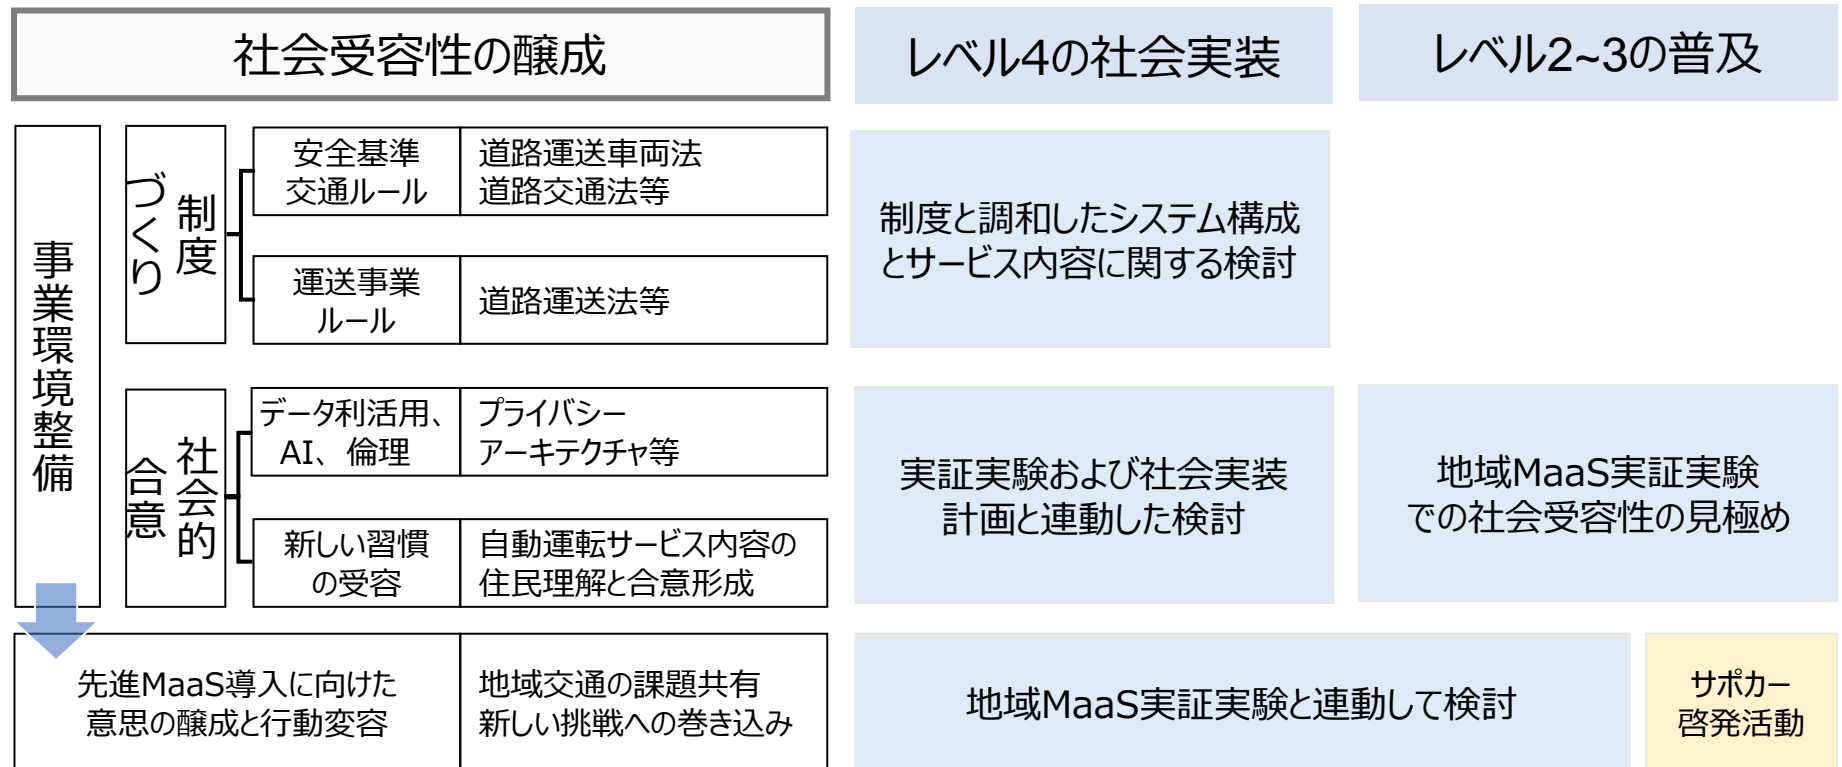 社会受容性の醸成
レベル4の社会実装
レベル2~3の普及
事業環境整備
制度
づくり
安全基準
交通ルール
道路運送車両法
道路交通法等
運送事業
ルール
道路運送法等
制度と調和したシステム構成
とサービス内容に関する検討
社会的
合意
データ利活用、
AI、倫理
プライバシー
アーキテクチャ等
新しい習慣
の受容
自動運転サービス内容の
住民理解と合意形成
実証実験および社会実装
計画と連動した検討
地域MaaS実証実験
での社会受容性の見極め
先進MaaS導入に向けた
意思の醸成と行動変容
地域交通の課題共有
新しい挑戦への巻き込み
地域MaaS実証実験と連動して検討
サポカー
啓発活動